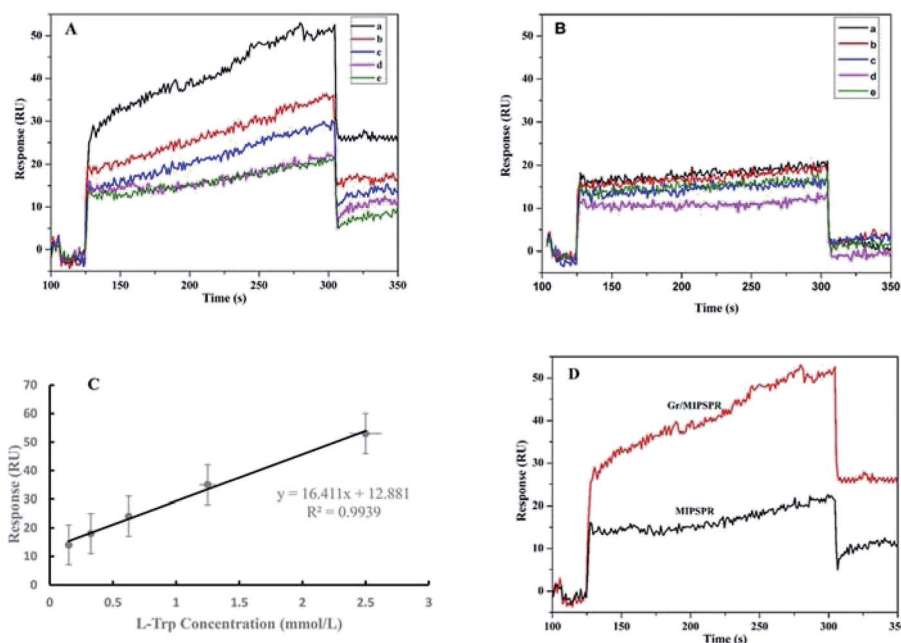 A
a
b
c
d
e
Response (RU)
50
40
30
20
10
0
100 150 200 250 300 350
Time (s)
B
a
b
c
d
e
Response (RU)
50
40
30
20
10
0
100 150 200 250 300 350
Time (s)
C
Response (RU)
70
60
50
40
30
20
10
0
y = 16.411x + 12.881
R² = 0.9939
0 0.5 1 1.5 2 2.5 3
L-Trp Concentration (mmol/L)
D
Gr/MIPSPR
MIPSPR
Response (RU)
50
40
30
20
10
0
100 150 200 250 300 350
Time (s)